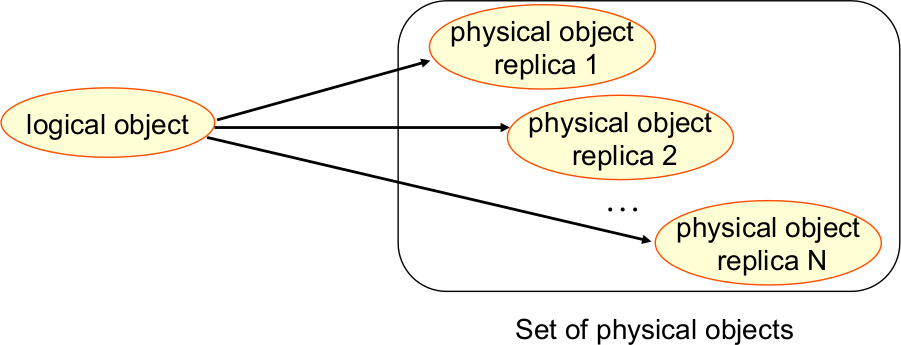 logical object
physical object
replica 1
physical object
replica 2
...
physical object
replica N
Set of physical objects